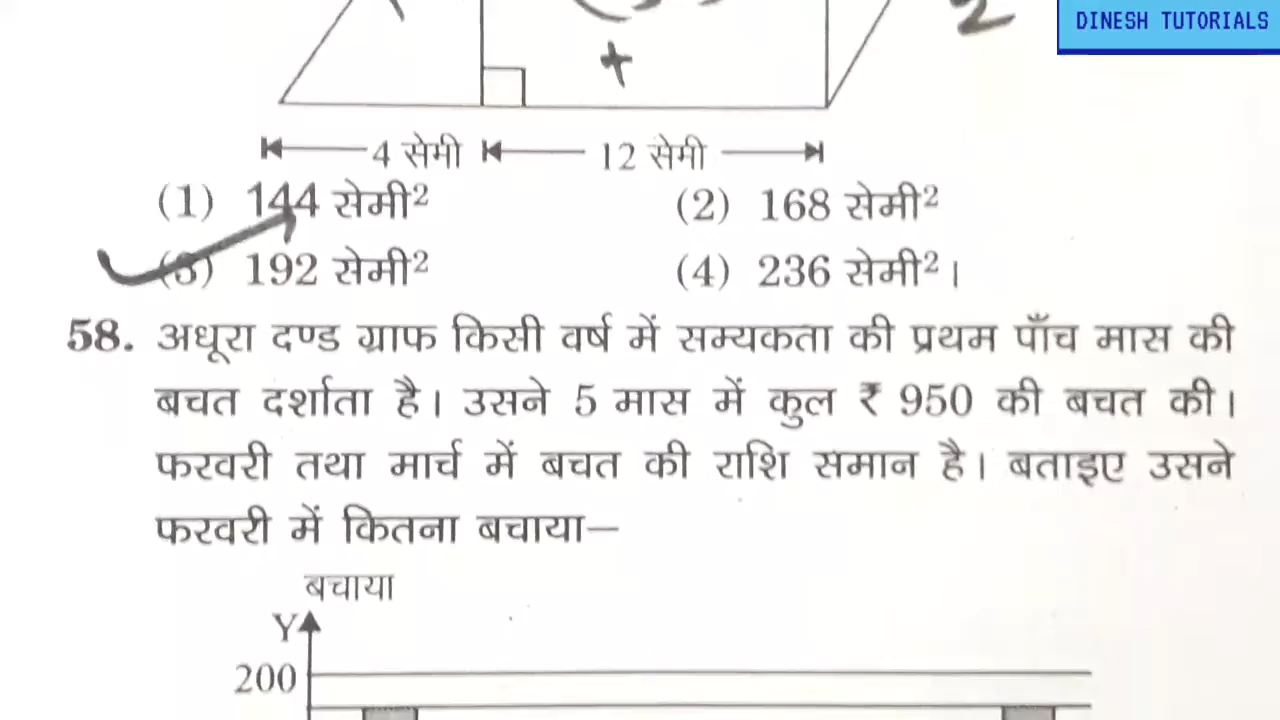 DINESH TUTORIALS
2
+
4 सेमी 12 सेमी
(1) 144 सेमी² (2) 168 सेमी²
(3) 192 सेमी² (4) 236 सेमी²।
58. अधूरा दण्ड ग्राफ किसी वर्ष में सम्यकता की प्रथम पाँच मास की
बचत दर्शाता है। उसने 5 मास में कुल ₹ 950 की बचत की।
फरवरी तथा मार्च में बचत की राशि समान है। बताइए उसने
फरवरी में कितना बचाया—
बचाया
Y
200